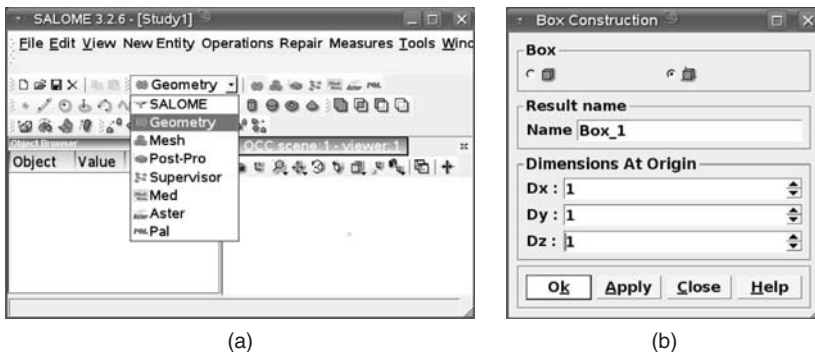 SALOME 3.2.6 - [Study1]
File Edit View New Entity Operations Repair Measures Tools Wind
Geometry
SALOME
Geometry
Mesh
Post-Pro
Supervisor
Med
Aster
Pal
Object Browser
OCC scene:1 - viewer:1
Object Value
(a)
Box Construction
Box
Result name
Name Box_1
Dimensions At Origin
Dx : 1
Dy : 1
Dz : 1
Ok Apply Close Help
(b)